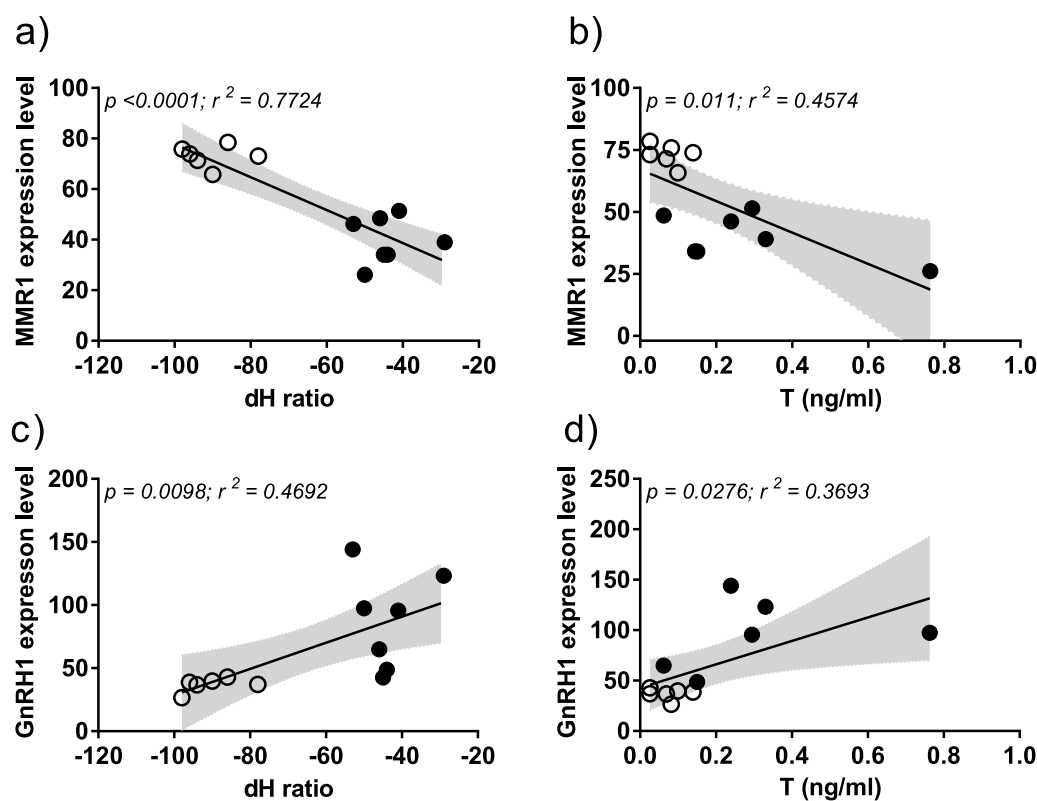 a)
p <0.0001; r 2 = 0.7724
MMR1 expression level
100
80
60
40
20
0
-120 -100 -80 -60 -40 -20
dH ratio
b)
p = 0.011; r 2 = 0.4574
MMR1 expression level
100
75
50
25
0
0.0 0.2 0.4 0.6 0.8 1.0
T (ng/ml)
c)
p = 0.0098; r 2 = 0.4692
GnRH1 expresson level
200
150
100
50
0
-120 -100 -80 -60 -40 -20
dH ratio
d)
p = 0.0276; r 2 = 0.3693
GnRH1 expresson level
250
200
150
100
50
0
0.0 0.2 0.4 0.6 0.8 1.0
T (ng/ml)